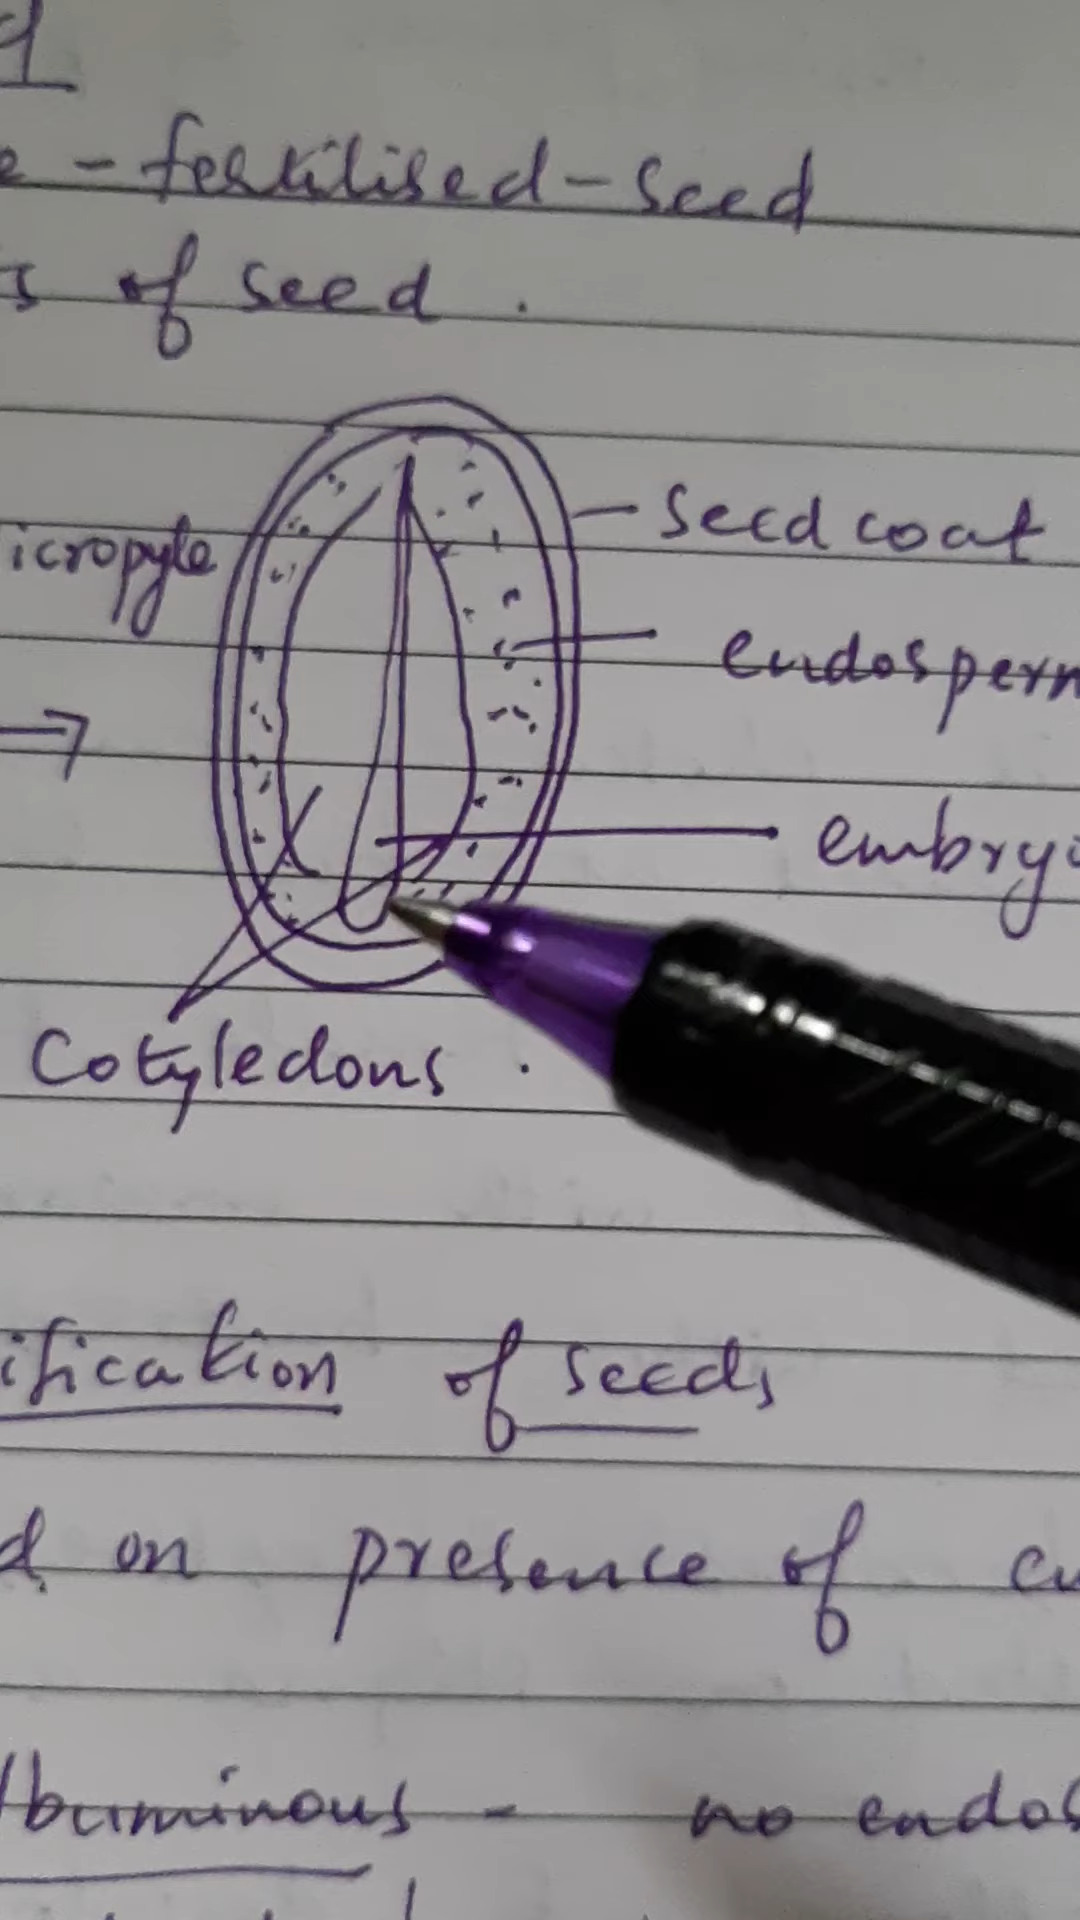 - fertilised - seed
of seed .
- Seed coat
icropyle
endosperm
embryo
Cotyledons .
ification of seeds
on presence of
lbuminous - no endos